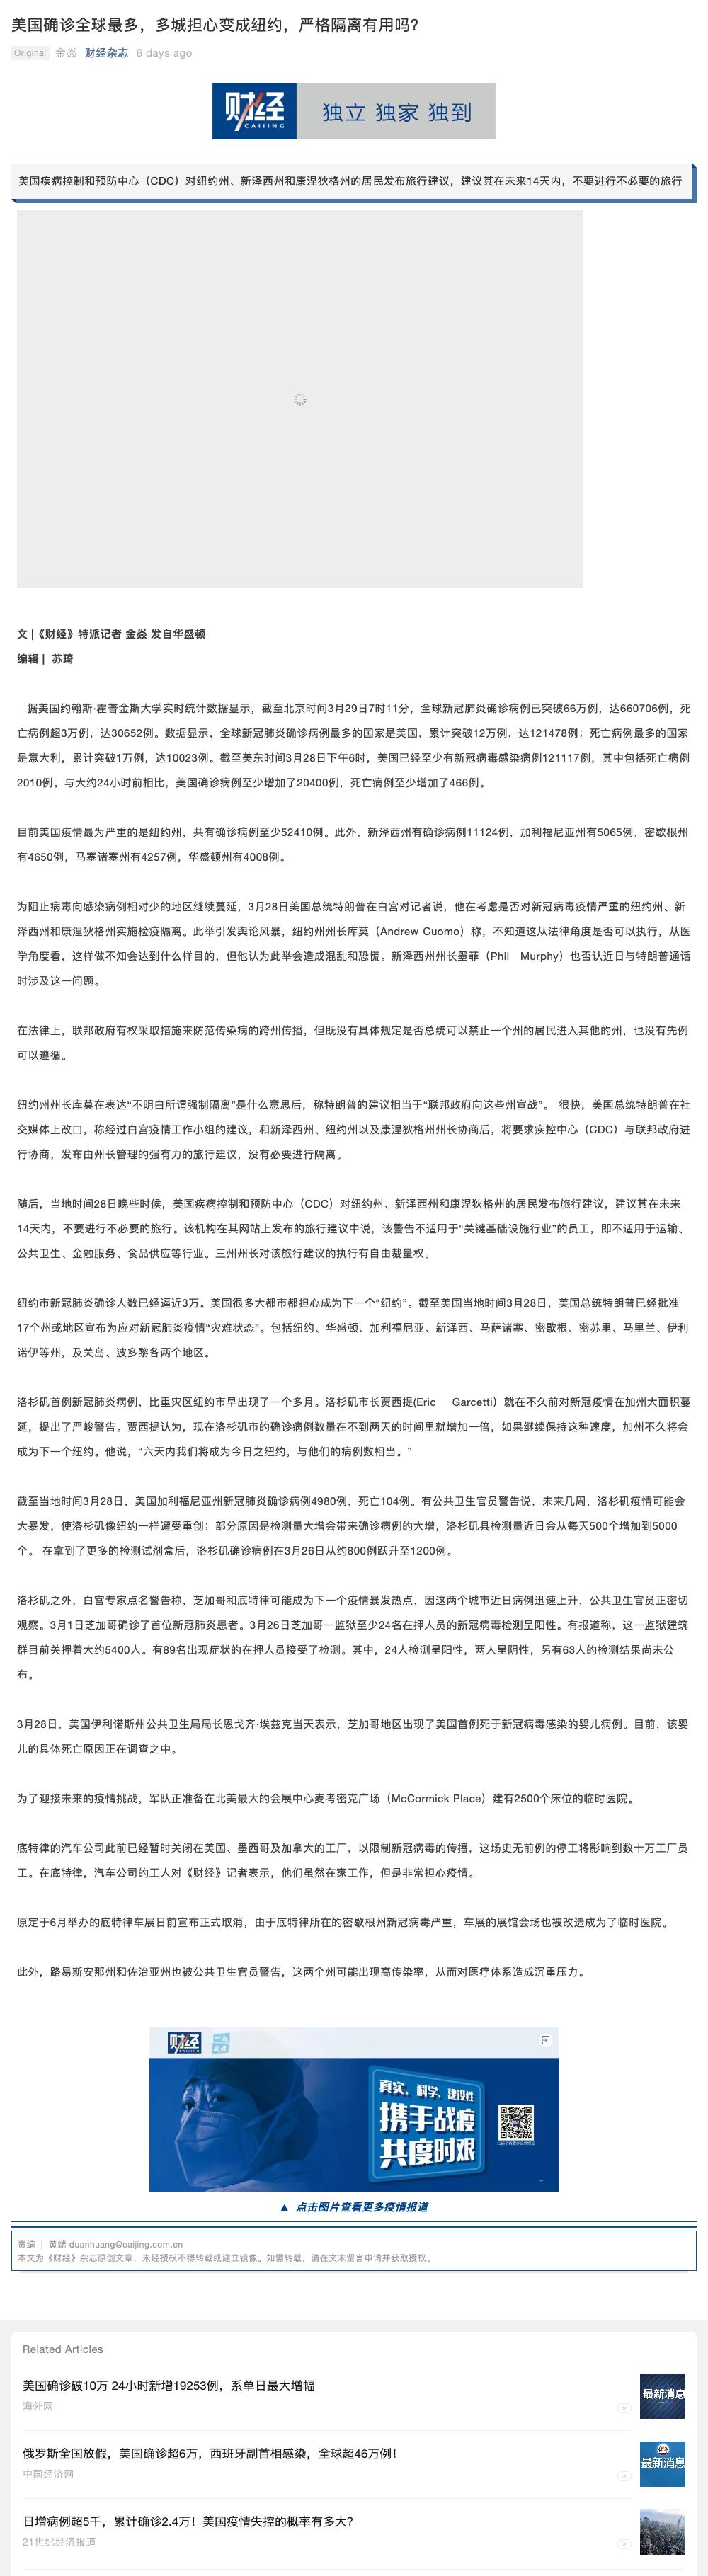 美国确诊全球最多，多城担心变成纽约，严格隔离有用吗?
Original 金焱 财经杂志 6 days ago
财经 CAIJING 独立 独家 独到
美国疾病控制和预防中心（CDC）对纽约州、新泽西州和康涅狄格州的居民发布旅行建议，建议其在未来14天内，不要进行不必要的旅行
文 |《财经》特派记者 金焱 发自华盛顿
编辑 | 苏琦
据美国约翰斯·霍普金斯大学实时统计数据显示，截至北京时间3月29日7时11分，全球新冠肺炎确诊病例已突破66万例，达660706例，死
亡病例超3万例，达30652例。数据显示，全球新冠肺炎确诊病例最多的国家是美国，累计突破12万例，达121478例；死亡病例最多的国家
是意大利，累计突破1万例，达10023例。截至美东时间3月28日下午6时，美国已经至少有新冠病毒感染病例121117例，其中包括死亡病例
2010例。与大约24小时前相比，美国确诊病例至少增加了20400例，死亡病例至少增加了466例。
目前美国疫情最为严重的是纽约州，共有确诊病例至少52410例。此外，新泽西州有确诊病例11124例，加利福尼亚州有5065例，密歇根州
有4650例，马塞诸塞州有4257例，华盛顿州有4008例。
为阻止病毒向感染病例相对少的地区继续蔓延，3月28日美国总统特朗普在白宫对记者说，他在考虑是否对新冠病毒疫情严重的纽约州、新
泽西州和康涅狄格州实施检疫隔离。此举引发舆论风暴，纽约州州长库莫（Andrew Cuomo）称，不知道这从法律角度是否可以执行，从医
学角度看，这样做不知会达到什么样目的，但他认为此举会造成混乱和恐慌。新泽西州州长墨菲（Phil Murphy）也否认近日与特朗普通话
时涉及这一问题。
在法律上，联邦政府有权采取措施来防范传染病的跨州传播，但既没有具体规定是否总统可以禁止一个州的居民进入其他的州，也没有先例
可以遵循。
纽约州州长库莫在表达“不明白所谓强制隔离”是什么意思后，称特朗普的建议相当于“联邦政府向这些州宣战”。 很快，美国总统特朗普在社
交媒体上改口，称经过白宫疫情工作小组的建议，和新泽西州、纽约州以及康涅狄格州州长协商后，将要求疾控中心（CDC）与联邦政府进
行协商，发布由州长管理的强有力的旅行建议，没有必要进行隔离。
随后，当地时间28日晚些时候，美国疾病控制和预防中心（CDC）对纽约州、新泽西州和康涅狄格州的居民发布旅行建议，建议其在未来
14天内，不要进行不必要的旅行。该机构在其网站上发布的旅行建议中说，该警告不适用于“关键基础设施行业”的员工，即不适用于运输、
公共卫生、金融服务、食品供应等行业。三州州长对该旅行建议的执行有自由裁量权。
纽约市新冠肺炎确诊人数已经逼近3万。美国很多大都市都担心成为下一个“纽约”。截至美国当地时间3月28日，美国总统特朗普已经批准
17个州或地区宣布为应对新冠肺炎疫情“灾难状态”。包括纽约、华盛顿、加利福尼亚、新泽西、马萨诸塞、密歇根、密苏里、马里兰、伊利
诺伊等州，及关岛、波多黎各两个地区。
洛杉矶首例新冠肺炎病例，比重灾区纽约市早出现了一个多月。洛杉矶市长贾西提(Eric Garcetti）就在不久前对新冠疫情在加州大面积蔓
延，提出了严峻警告。贾西提认为，现在洛杉矶市的确诊病例数量在不到两天的时间里就增加一倍，如果继续保持这种速度，加州不久将会
成为下一个纽约。他说，“六天内我们将成为今日之纽约，与他们的病例数相当。”
截至当地时间3月28日，美国加利福尼亚州新冠肺炎确诊病例4980例，死亡104例。有公共卫生官员警告说，未来几周，洛杉矶疫情可能会
大暴发，使洛杉矶像纽约一样遭受重创；部分原因是检测量大增会带来确诊病例的大增，洛杉矶县检测量近日会从每天500个增加到5000
个。 在拿到了更多的检测试剂盒后，洛杉矶确诊病例在3月26日从约800例跃升至1200例。
洛杉矶之外，白宫专家点名警告称，芝加哥和底特律可能成为下一个疫情暴发热点，因这两个城市近日病例迅速上升，公共卫生官员正密切
观察。3月1日芝加哥确诊了首位新冠肺炎患者。3月26日芝加哥一监狱至少24名在押人员的新冠病毒检测呈阳性。有报道称，这一监狱建筑
群目前关押着大约5400人。有89名出现症状的在押人员接受了检测。其中，24人检测呈阳性，两人呈阴性，另有63人的检测结果尚未公
布。
3月28日，美国伊利诺斯州公共卫生局局长恩戈齐·埃兹克当天表示，芝加哥地区出现了美国首例死于新冠病毒感染的婴儿病例。目前，该婴
儿的具体死亡原因正在调查之中。
为了迎接未来的疫情挑战，军队正准备在北美最大的会展中心麦考密克广场（McCormick Place）建有2500个床位的临时医院。
底特律的汽车公司此前已经暂时关闭在美国、墨西哥及加拿大的工厂，以限制新冠病毒的传播，这场史无前例的停工将影响到数十万工厂员
工。在底特律，汽车公司的工人对《财经》记者表示，他们虽然在家工作，但是非常担心疫情。
原定于6月举办的底特律车展日前宣布正式取消，由于底特律所在的密歇根州新冠病毒严重，车展的展馆会场也被改造成为了临时医院。
此外，路易斯安那州和佐治亚州也被公共卫生官员警告，这两个州可能出现高传染率，从而对医疗体系造成沉重压力。
财经
真实、科学、建设性
携手战疫
共度时艰
▲ 点击图片查看更多疫情报道
责编 | 黄端 duanhuang@caijing.com.cn
本文为《财经》杂志原创文章，未经授权不得转载或建立镜像。如需转载，请在文末留言申请并获取授权。
Related Articles
美国确诊破10万 24小时新增19253例，系单日最大增幅
海外网
最新消息
俄罗斯全国放假，美国确诊超6万，西班牙副首相感染，全球超46万例！
中国经济网
最新消息
日增病例超5千，累计确诊2.4万！美国疫情失控的概率有多大?
21世纪经济报道